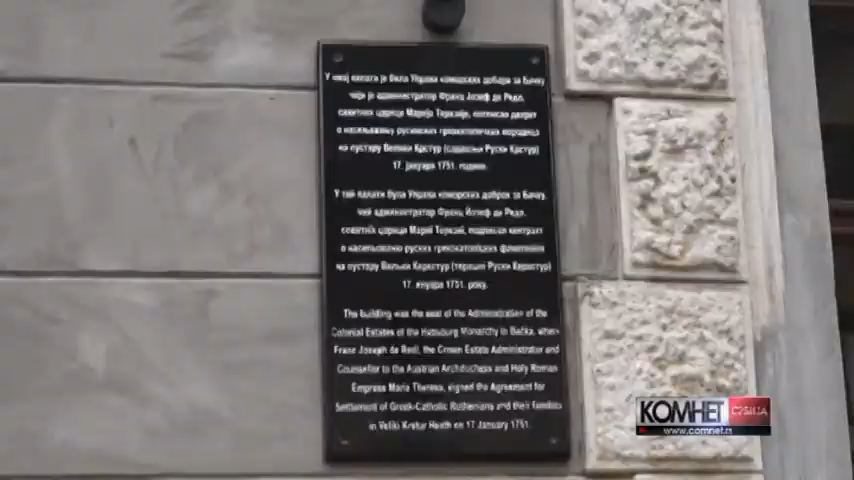 У овој палати је била Управа коморских добара за Бачку
чији је администратор Франц Јозеф де Редл,
саветник царице Марије Терезије, потписао
о насељавању русинских гркокатоличких породица
на пустару Велики Крстур (садашњи Руски Крстур)
17. јануара 1751. године.
У тей палати була Управа коморских доброх за Бачку,
чий администратор Франц Йозеф де Редл,
совитнїк царици Мариї Терезиї, подписал контракт
о насельованю руских грекокатолїцких фамелийох
на пустару Вельки Керестур (терашнї Руски Керестур)
17. януара 1751. року.
The building was the seat of the Administration of the
Colonial Estates of the Habsburg Monarchy in Bačka, where
Franz Joseph de Redl, the Crown Estate Administrator and
Counsellor to the Austrian Archduchess and Holy Roman
Empress Maria Theresa, signed the Agreement for
Settlement of Greek-Catholic Ruthenians and their families
in Veliki Krstur Heath on 17 January 1751.
КОМНЕТ СРБИЈА
www.comnet.rs